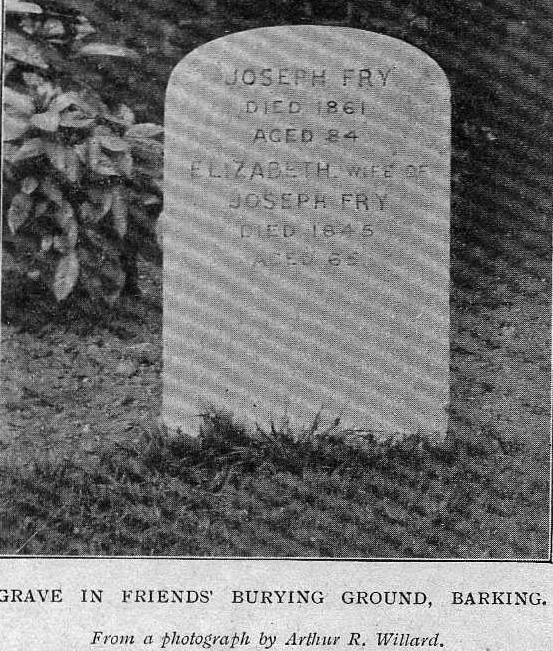 JOSEPH FRY
DIED 1861
AGED 84
ELIZABETH, WIFE OF
JOSEPH FRY
DIED 1845
AGED 65
GRAVE IN FRIENDS' BURYING GROUND, BARKING.
From a photograph by Arthur R. Willard.